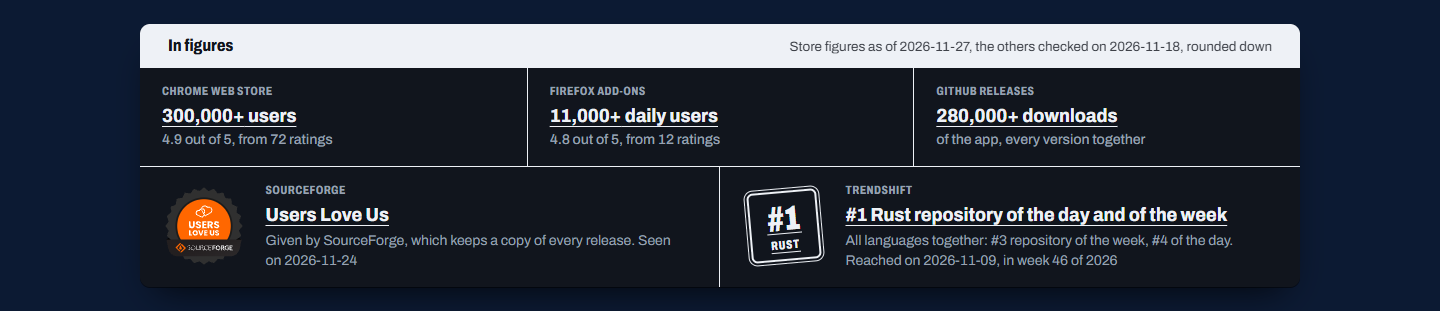 In figures
Store figures as of 2026-11-27, the others checked on 2026-11-18, rounded down
CHROME WEB STORE
300,000+ users
4.9 out of 5, from 72 ratings
FIREFOX ADD-ONS
11,000+ daily users
4.8 out of 5, from 12 ratings
GITHUB RELEASES
280,000+ downloads
of the app, every version together
USERS
LOVE US
SOURCEFORGE
SOURCEFORGE
Users Love Us
Given by SourceForge, which keeps a copy of every release. Seen
on 2026-11-24
#1
RUST
TRENDSHIFT
#1 Rust repository of the day and of the week
All languages together: #3 repository of the week, #4 of the day.
Reached on 2026-11-09, in week 46 of 2026